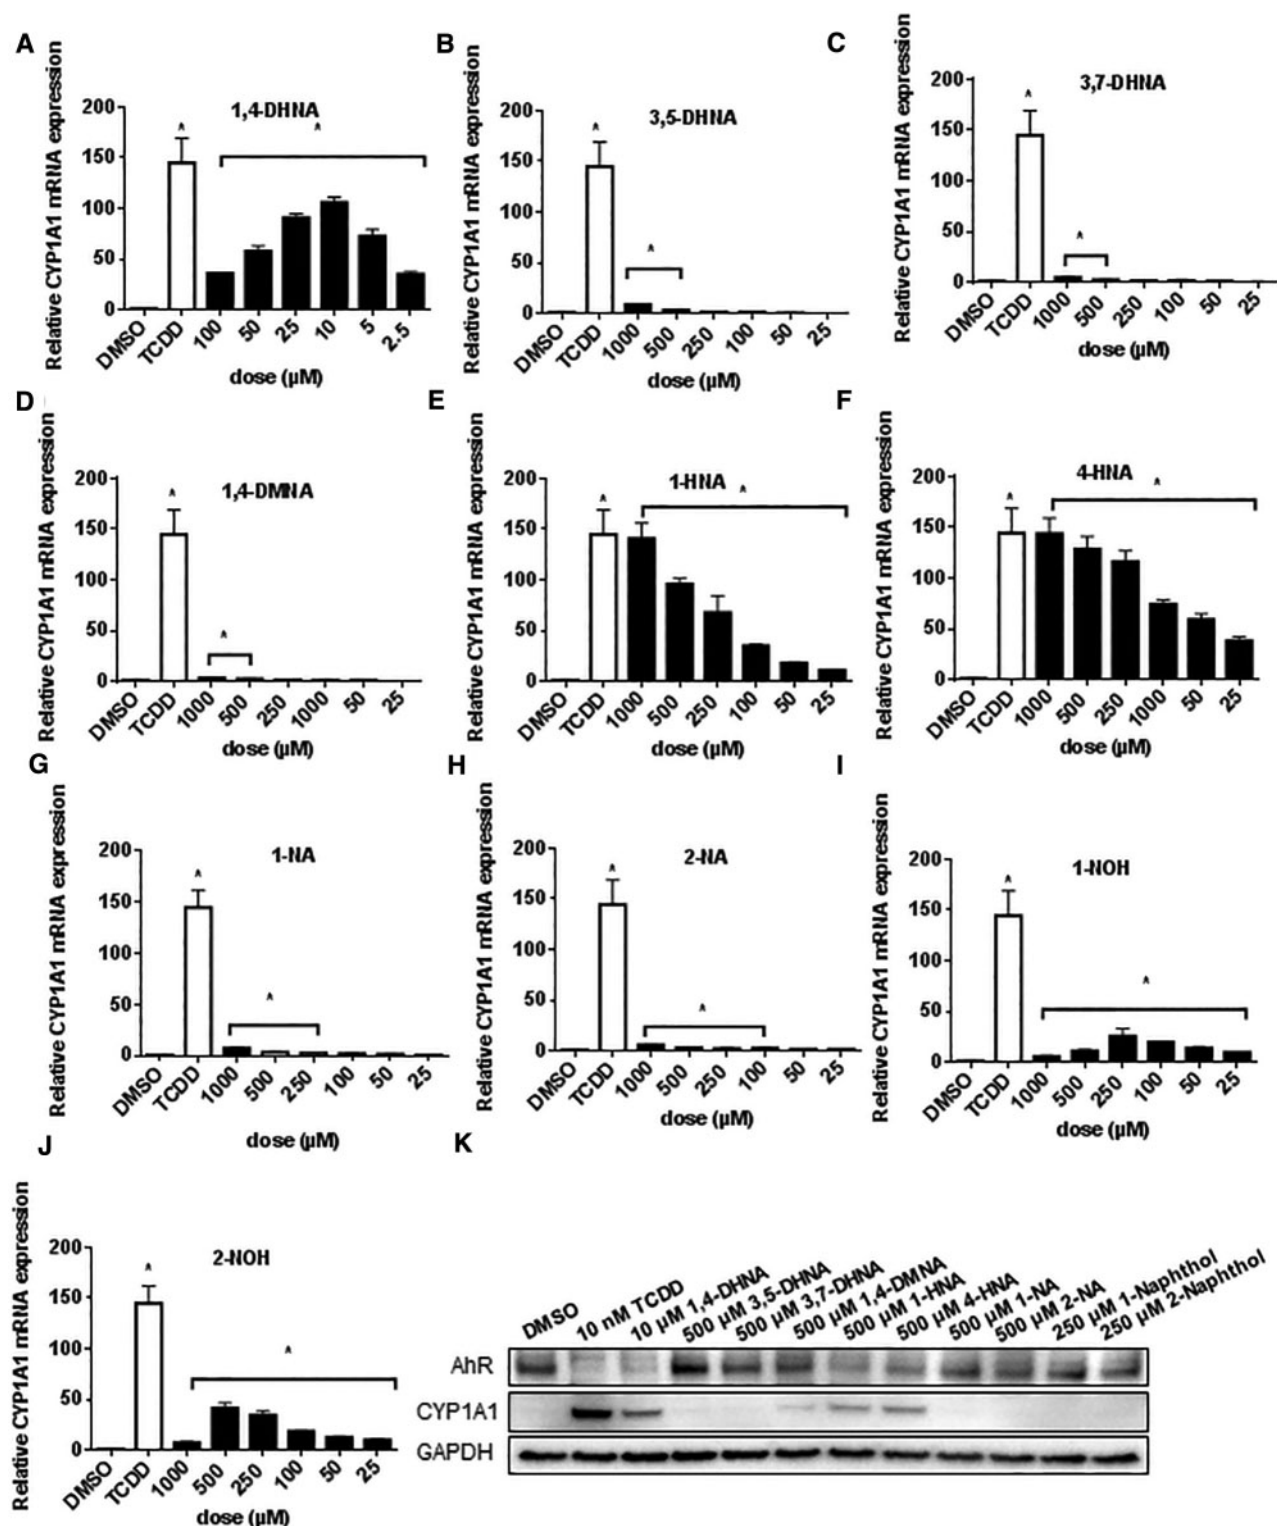 A
Relative CYP1A1 mRNA expression
1,4-DHNA
^
^
200
150
100
50
0
DMSO
TCDD
100
50
25
10
5
2.5
dose (µM)
B
Relative CYP1A1 mRNA expression
3,5-DHNA
^
^
200
150
100
50
0
DMSO
TCDD
1000
500
250
100
50
25
dose (µM)
C
Relative CYP1A1 mRNA expression
3,7-DHNA
^
^
200
150
100
50
0
DMSO
TCDD
1000
500
250
100
50
25
dose (µM)
D
Relative CYP1A1 mRNA expression
1,4-DMNA
^
^
200
150
100
50
0
DMSO
TCDD
1000
500
250
1000
50
25
dose (µM)
E
Relative CYP1A1 mRNA expression
1-HNA
^
^
200
150
100
50
0
DMSO
TCDD
1000
500
250
100
50
25
dose (µM)
F
Relative CYP1A1 mRNA expression
4-HNA
^
^
200
150
100
50
0
DMSO
TCDD
1000
500
250
1000
50
25
dose (µM)
G
Relative CYP1A1 mRNA expression
1-NA
^
^
200
150
100
50
0
DMSO
TCDD
1000
500
250
100
50
25
dose (µM)
H
Relative CYP1A1 mRNA expression
2-NA
^
^
200
150
100
50
0
DMSO
TCDD
1000
500
250
100
50
25
dose (µM)
I
Relative CYP1A1 mRNA expression
1-NOH
^
^
200
150
100
50
0
DMSO
TCDD
1000
500
250
100
50
25
dose (µM)
J
Relative CYP1A1 mRNA expression
2-NOH
^
^
200
150
100
50
0
DMSO
TCDD
1000
500
250
100
50
25
dose (µM)
K
DMSO
10 nM TCDD
10 µM 1,4-DHNA
500 µM 3,5-DHNA
500 µM 3,7-DHNA
500 µM 1,4-DMNA
500 µM 1-HNA
500 µM 4-HNA
500 µM 1-NA
500 µM 2-NA
250 µM 1-Naphthol
250 µM 2-Naphthol
AhR
CYP1A1
GAPDH